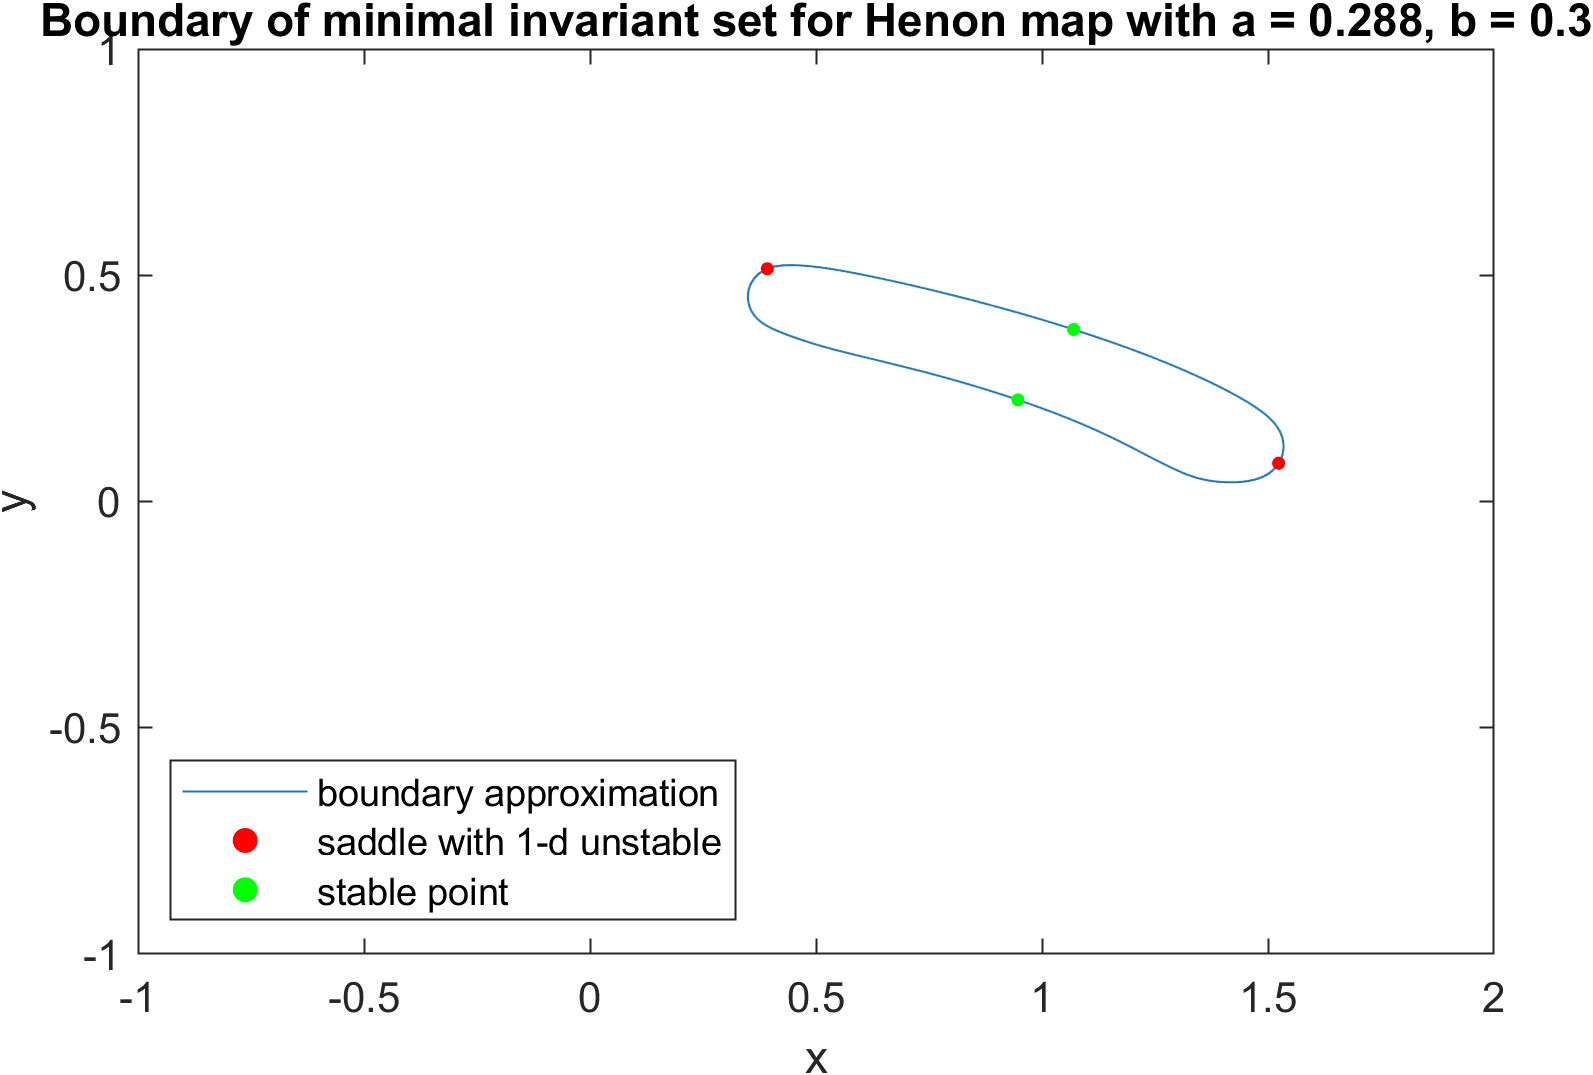 Boundary of minimal invariant set for Henon map with a = 0.288, b = 0.3
1
0.5
0
-0.5
-1
y
boundary approximation
saddle with 1-d unstable
stable point
-1 -0.5 0 0.5 1 1.5 2
x